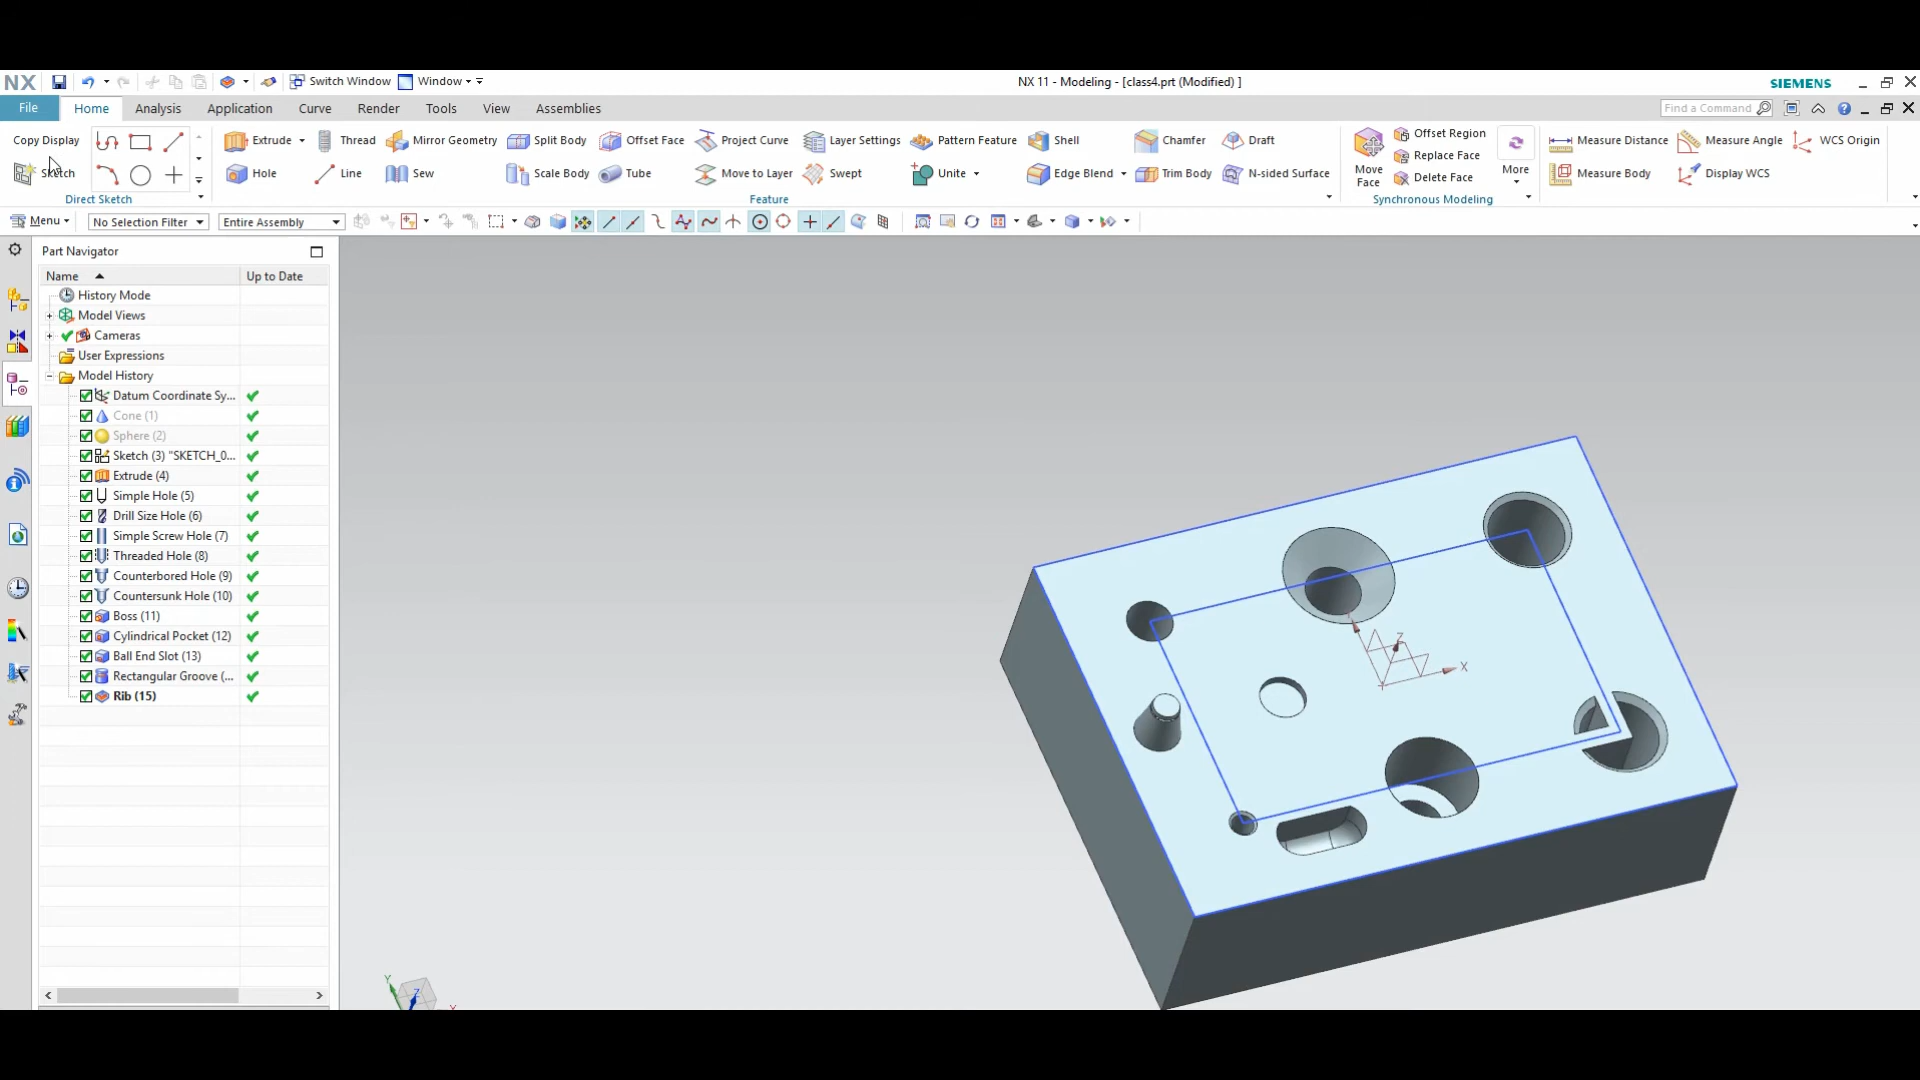 NX Switch Window Window NX 11 - Modeling - [class4.prt (Modified) ] SIEMENS
File Home Analysis Application Curve Render Tools View Assemblies Find a Command
Copy Display Extrude Thread Mirror Geometry Split Body Offset Face Project Curve Layer Settings Pattern Feature Shell Chamfer Draft Move Face Offset Region More Measure Distance Measure Angle WCS Origin
Replace Face
Sketch Hole Line Sew Scale Body Tube Move to Layer Swept Unite Edge Blend Trim Body N-sided Surface Delete Face Measure Body Display WCS
Direct Sketch Feature Synchronous Modeling
Menu No Selection Filter Entire Assembly
Part Navigator
Name Up to Date
History Mode
Model Views
Cameras
User Expressions
Model History
Datum Coordinate Sy...
Cone (1)
Sphere (2)
Sketch (3) "SKETCH_0...
Extrude (4)
Simple Hole (5)
Drill Size Hole (6)
Simple Screw Hole (7)
Threaded Hole (8)
Counterbored Hole (9)
Countersunk Hole (10)
Boss (11)
Cylindrical Pocket (12)
Ball End Slot (13)
Rectangular Groove (...
Rib (15)
Z
X
Y
Z